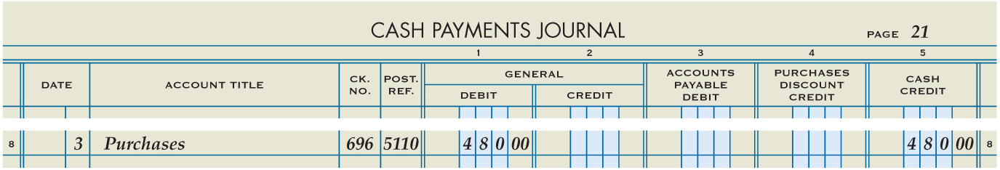 CASH PAYMENTS JOURNAL PAGE 21
1 2 3 4 5
DATE ACCOUNT TITLE CK. NO. POST. REF. GENERAL ACCOUNTS PAYABLE DEBIT PURCHASES DISCOUNT CREDIT CASH CREDIT
DEBIT CREDIT
8 3 Purchases 696 5110 480 00 480 00 8